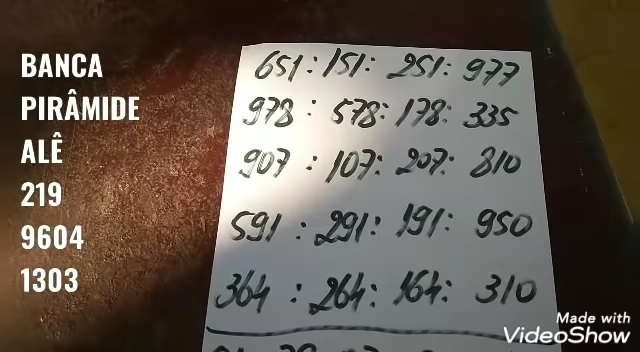 BANCA
PIRÂMIDE
ALÊ
219
9604
1303
651:151: 251: 977
978 : 578: 178: 335
907 : 107: 207: 810
591 : 291: 191: 950
364 : 264: 164: 310
Made with
VideoShow